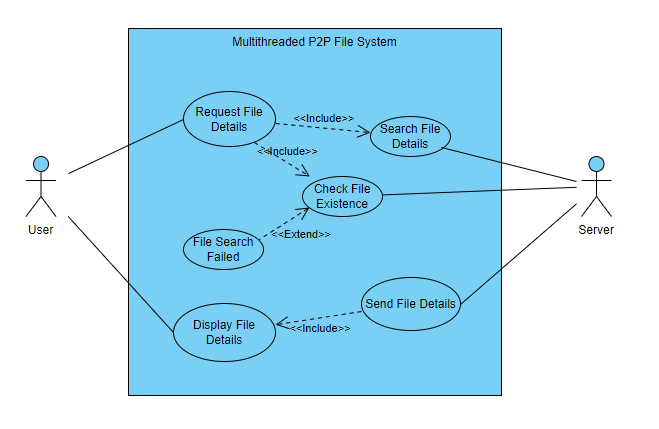 Multithreaded P2P File System
Request File
Details
<<Include>>
Search File
Details
<<Include>>
Check File
Existence
User
Server
File Search
Failed
<<Extend>>
Send File Details
Display File
Details
<<Include>>